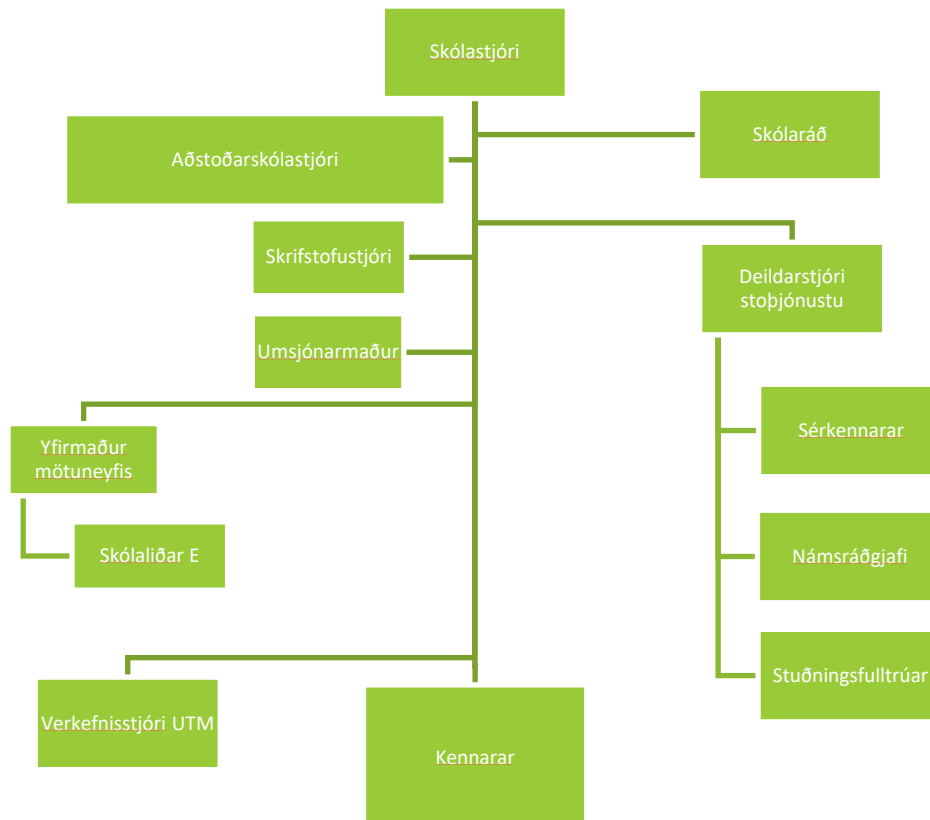 Skólastjóri
Skólaráð
Aðstoðarskólastjóri
Skrifstofustjóri
Deildarstjóri
stoþjónustu
Umsjónarmaður
Sérkennarar
Yfirmaður
mötuneyfis
Skólaliðar E
Námsráðgjafi
Stuðningsfulltrúar
Verkefnisstjóri UTM
Kennarar